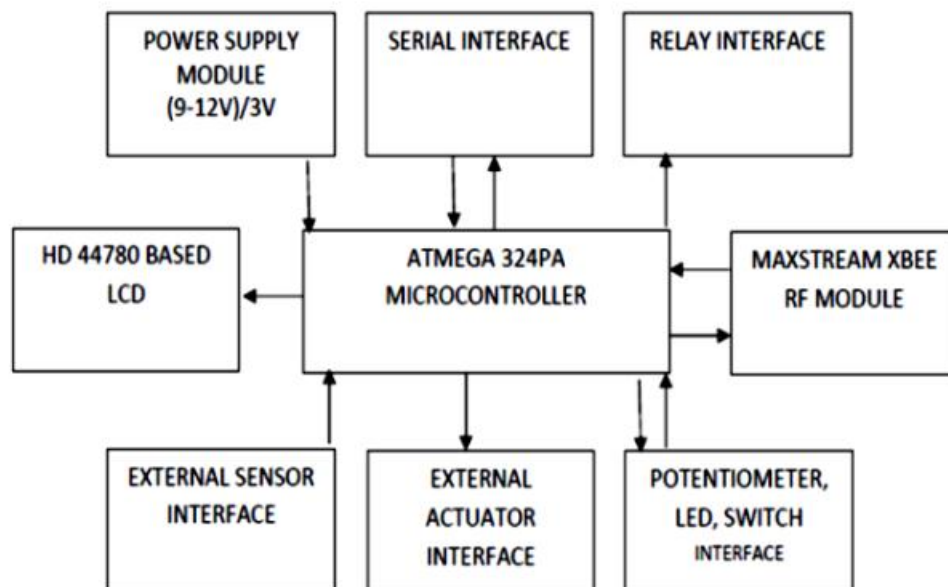 POWER SUPPLY
MODULE
(9-12V)/3V
SERIAL INTERFACE
RELAY INTERFACE
HD 44780 BASED
LCD
ATMEGA 324PA
MICROCONTROLLER
MAXSTREAM XBEE
RF MODULE
EXTERNAL SENSOR
INTERFACE
EXTERNAL
ACTUATOR
INTERFACE
POTENTIOMETER,
LED, SWITCH
INTERFACE